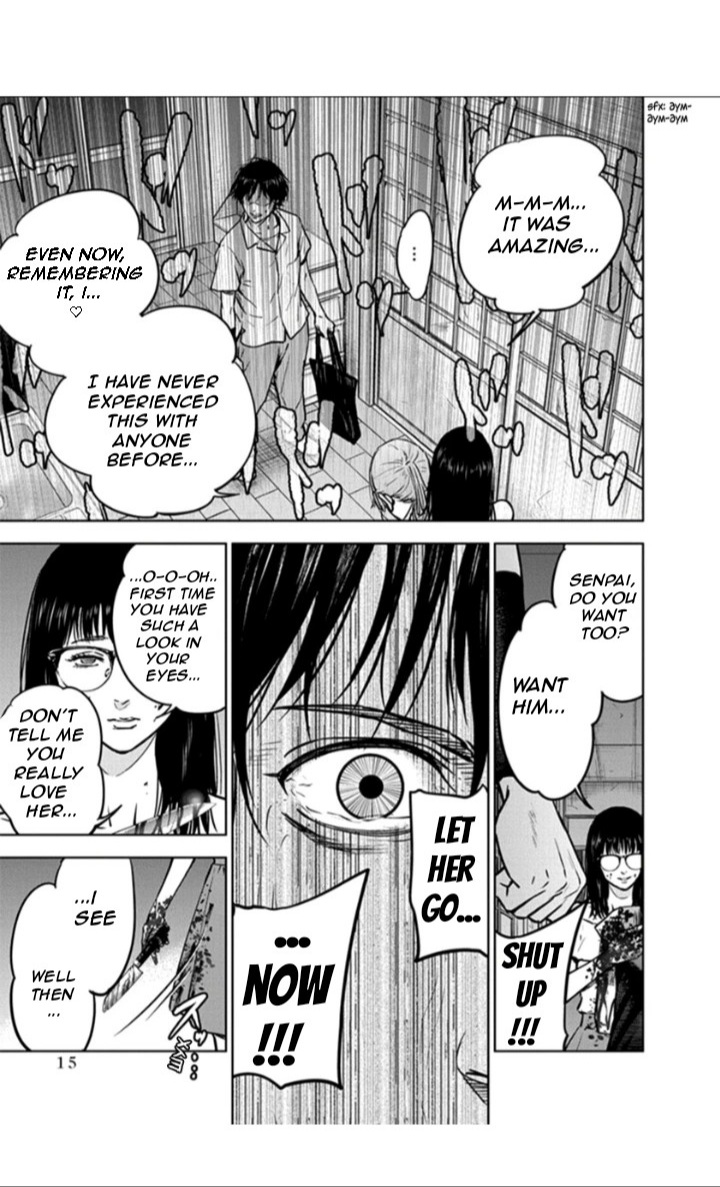 sfx: дум-
дум-дум
M-M-M...
IT WAS
AMAZING...
...
EVEN NOW,
REMEMBERING
IT, I...
♡
I HAVE NEVER
EXPERIENCED
THIS WITH
ANYONE
BEFORE...
SENPAI,
DO YOU
WANT
TOO?
WANT
HIM...
SHUT
UP
!!!
LET
HER
GO...
...
NOW
!!!
...O-O-OH..
FIRST TIME
YOU HAVE
SUCH A
LOOK IN
YOUR
EYES...
DON'T
TELL ME
YOU
REALLY
LOVE
HER...
...I
SEE
WELL
THEN
...
15